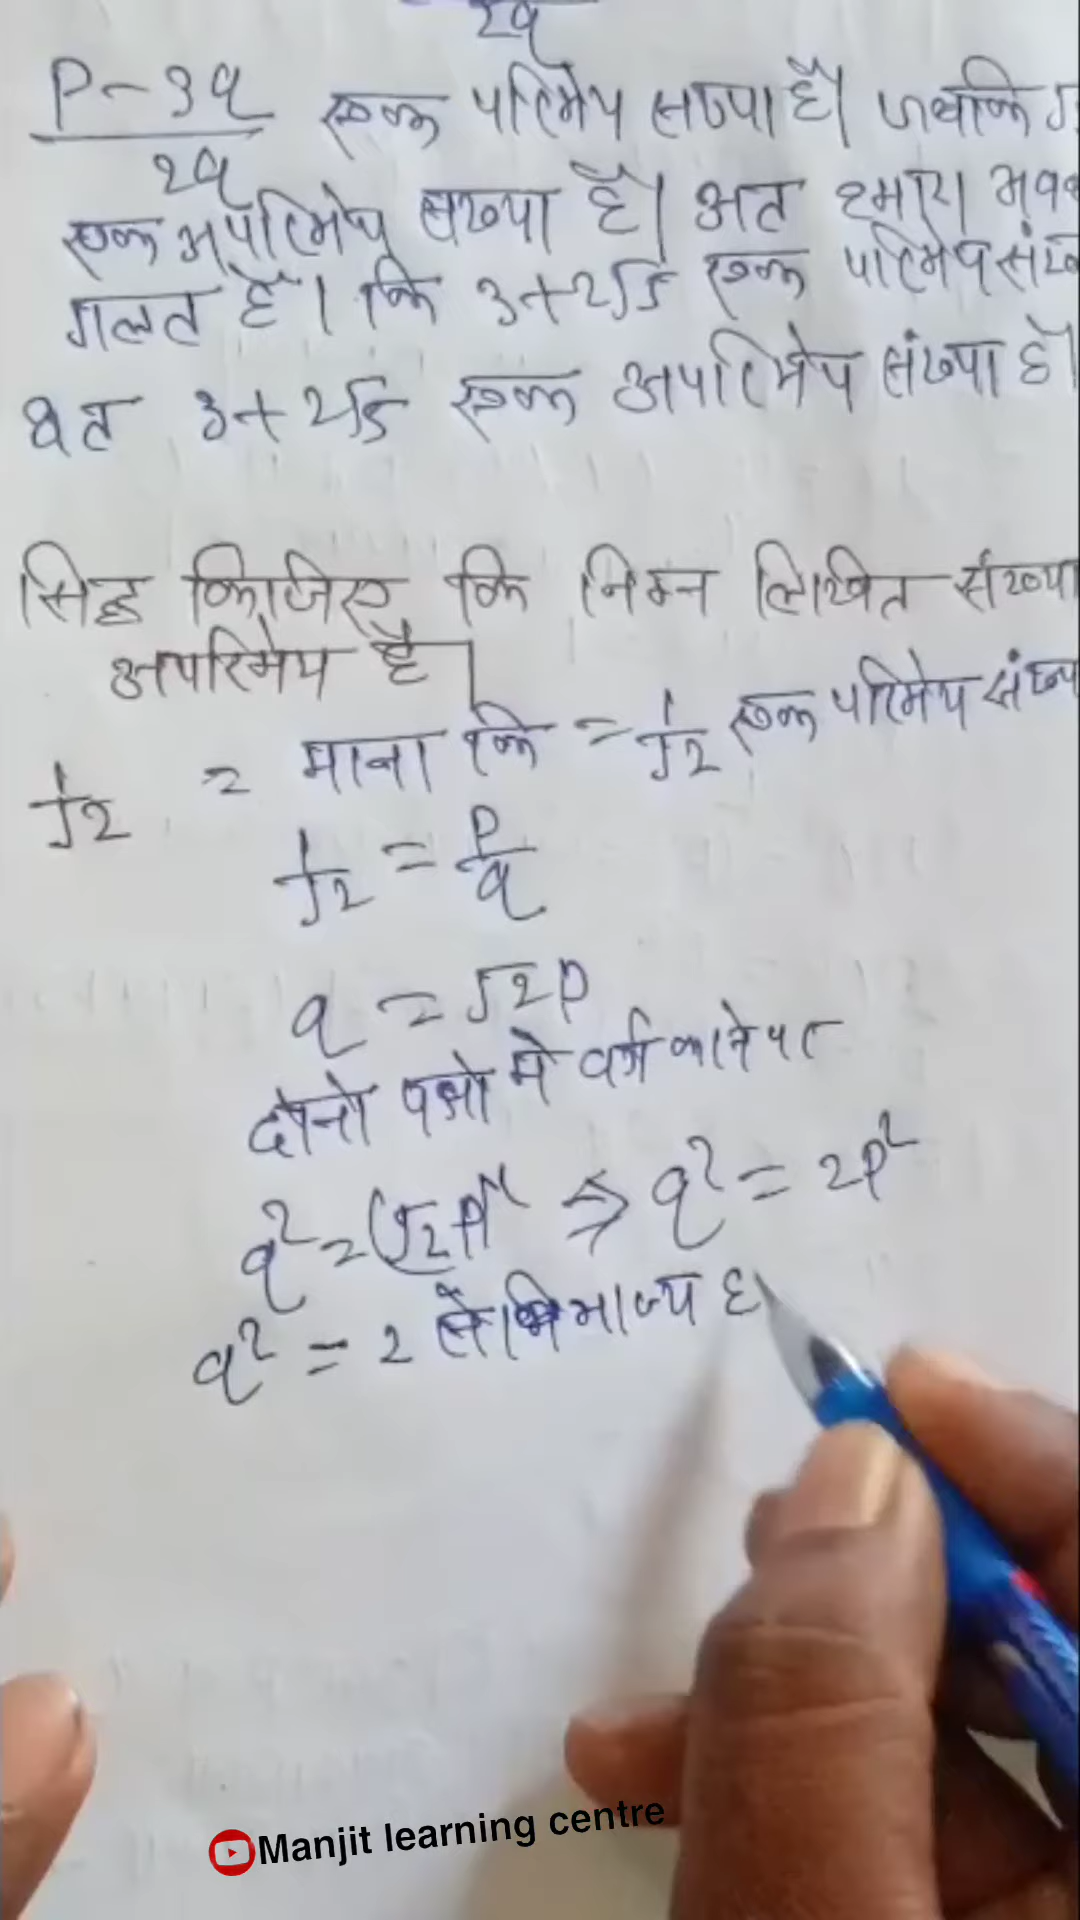 2q
P-3q एक परिमेय संख्या है। जबकि
2q
एक अपरिमेय संख्या है। अत हमारा
गलत है। कि 3+2√5 एक परिमेय संख्
अत 3+2√5 एक अपरिमेय संख्या है।
सिद्ध किजिए कि निम्न लिखित संख्या
अपरिमेय है।
1/√2 = माना कि = 1/√2 एक परिमेय संख्य
1/√2 = P/q
q = √2P
दोनो पक्षो मे वर्ग करने पर
q² = (√2P)² ⇒ q² = 2P²
q² = 2 से विभाज्य ह
Manjit learning centre